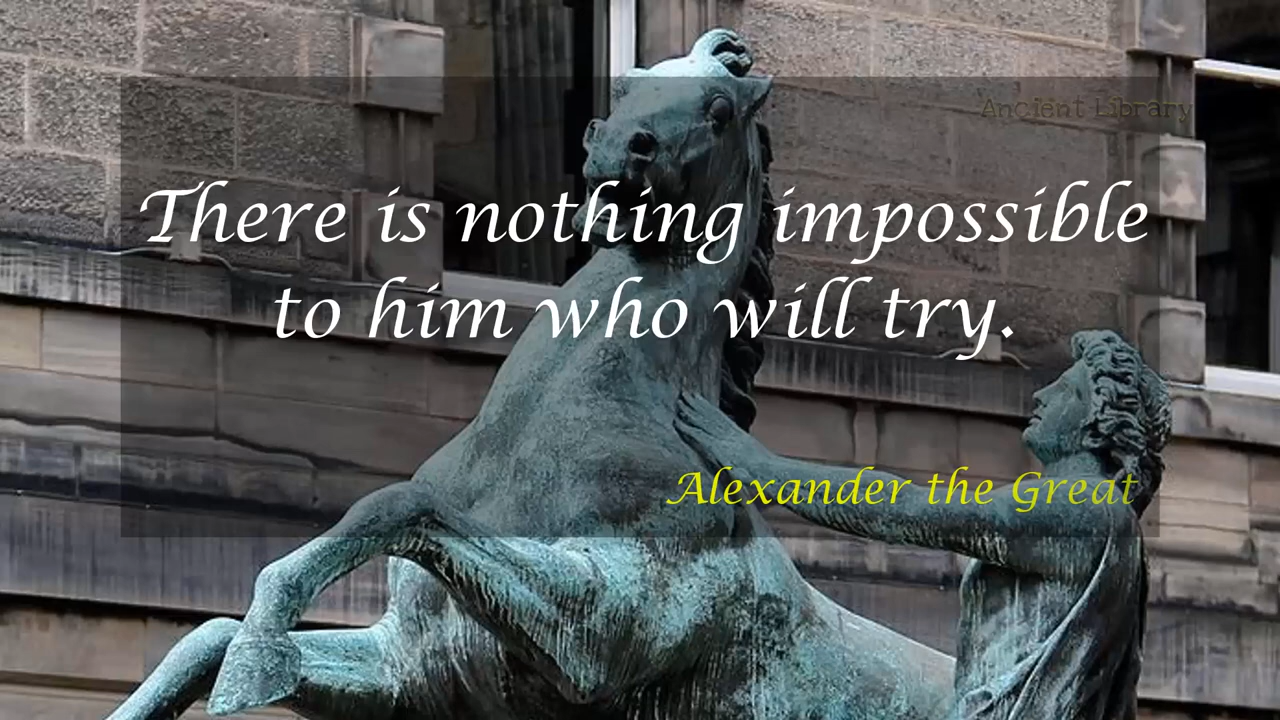 Ancient Library
There is nothing impossible
to him who will try.
Alexander the Great